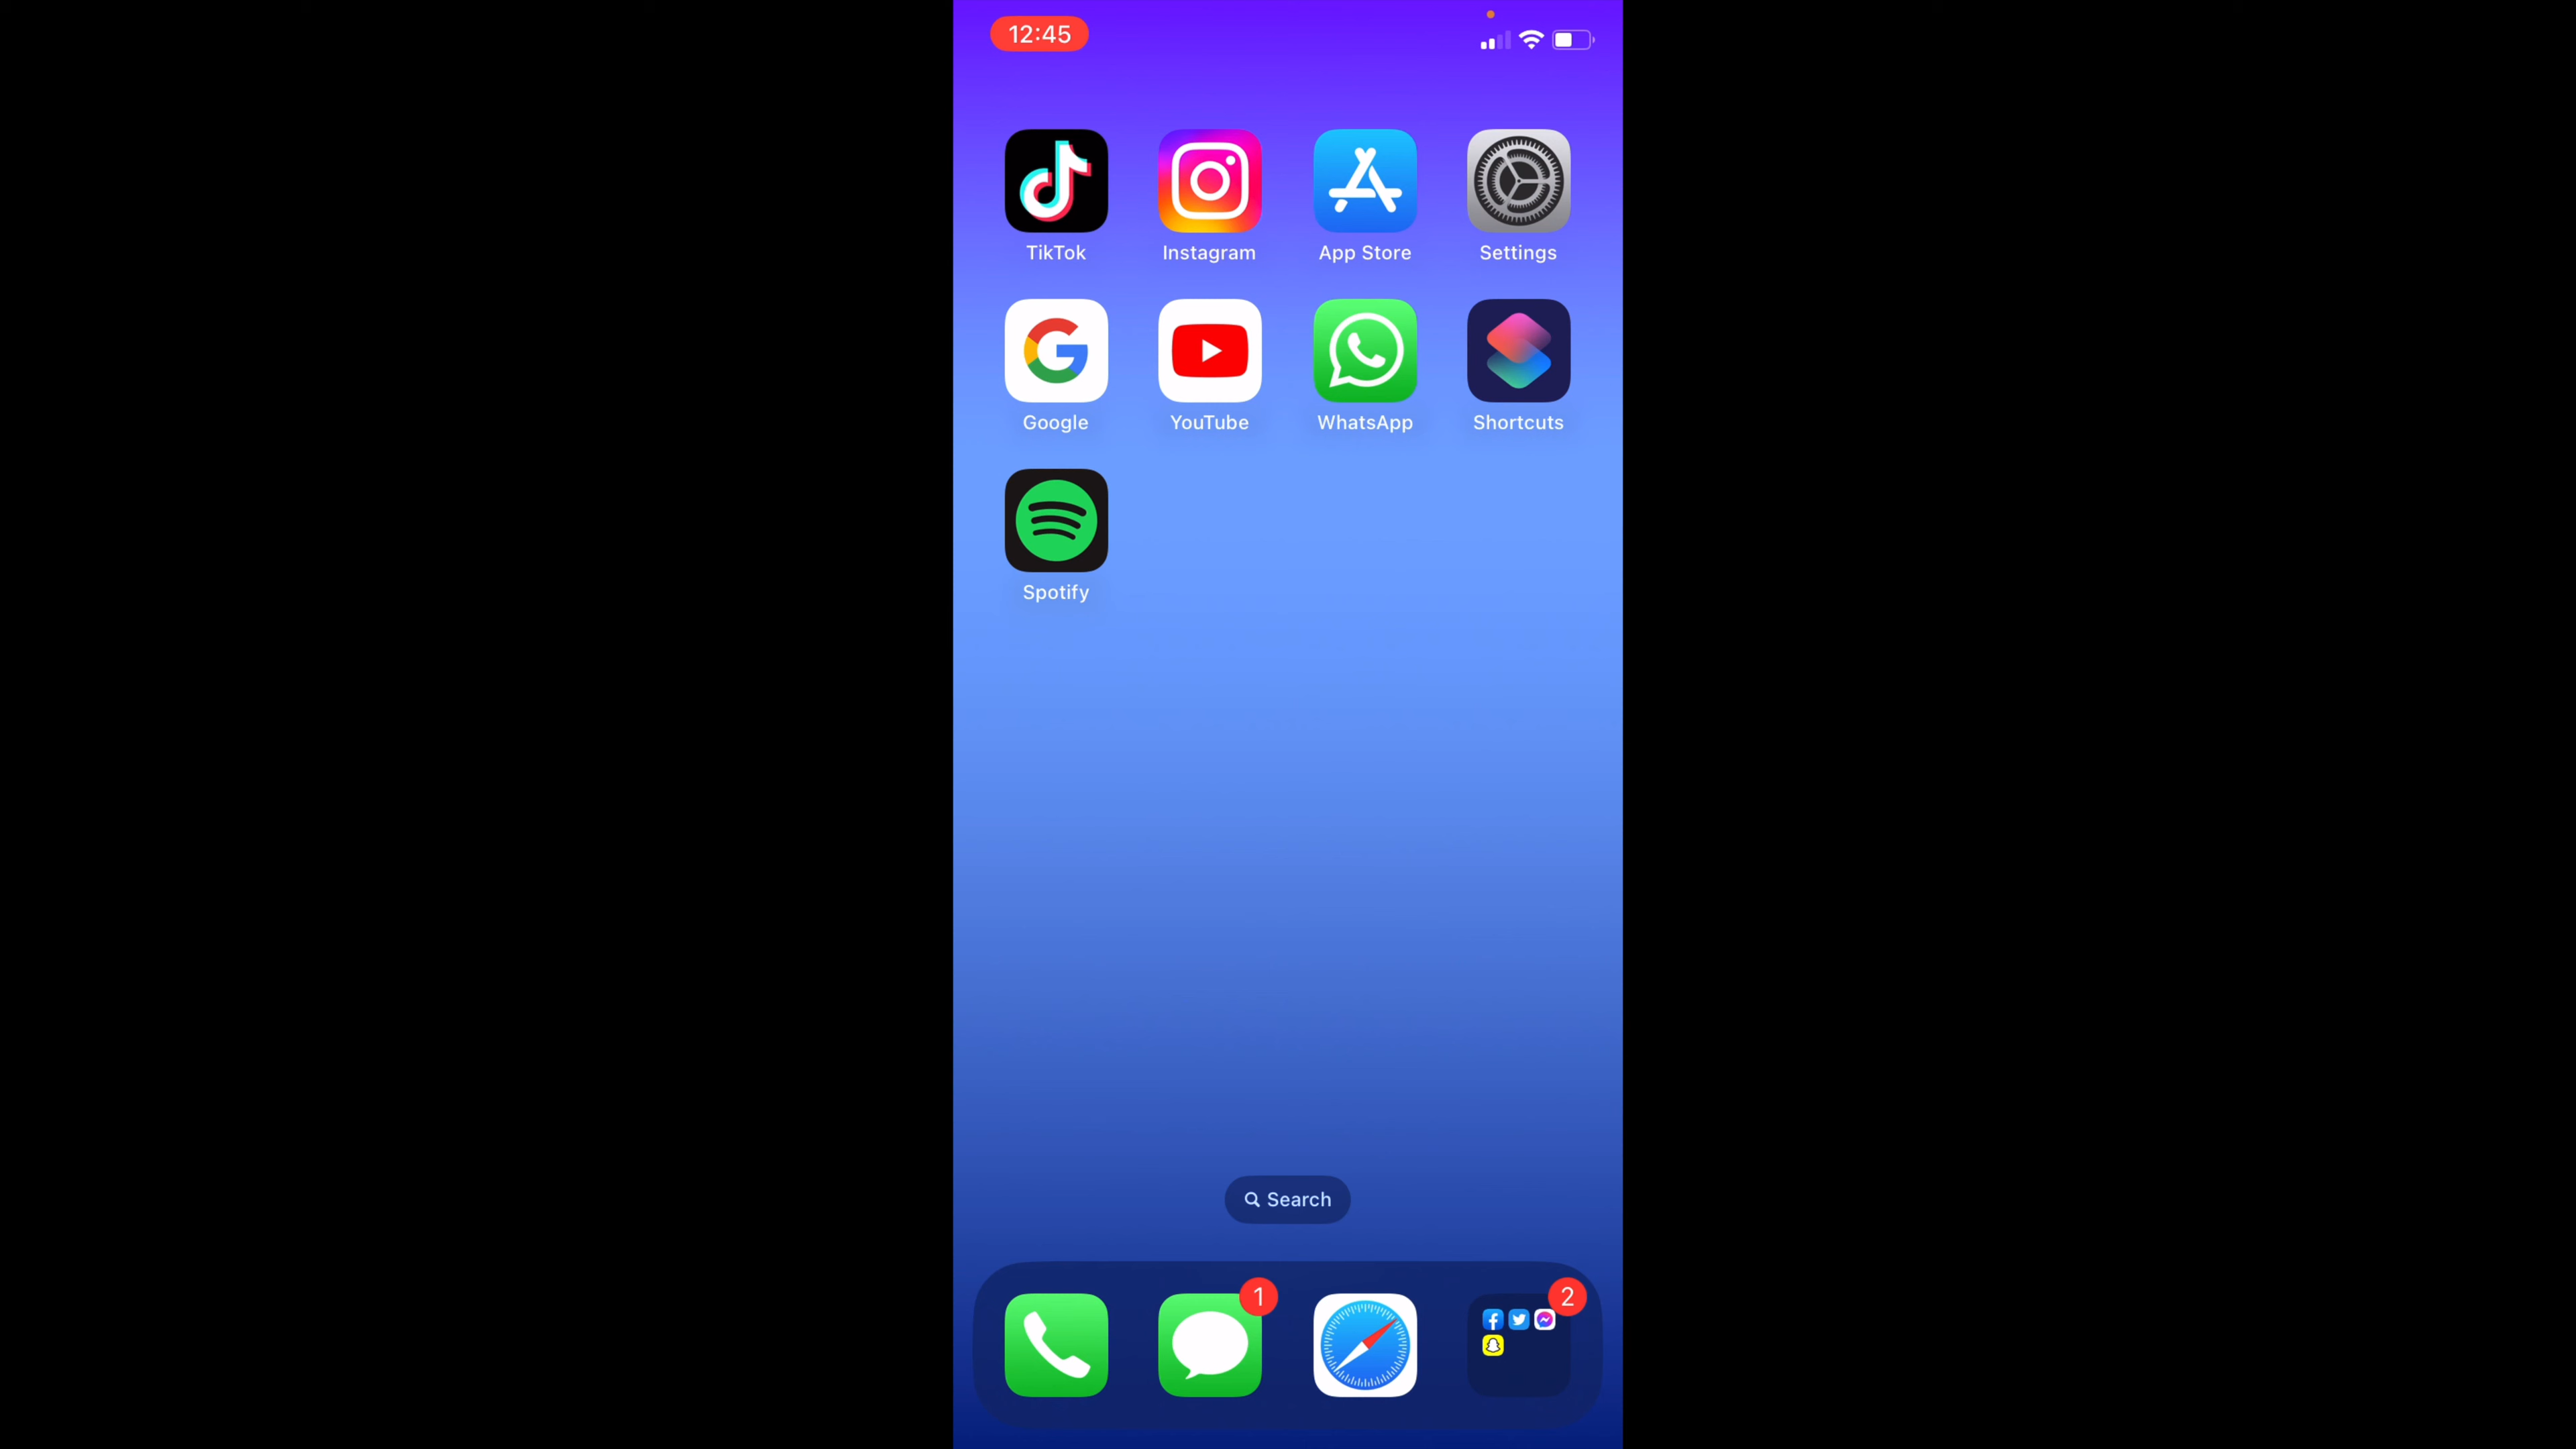 12:45
TikTok
Instagram
App Store
Settings
Google
YouTube
WhatsApp
Shortcuts
Spotify
Search
1
2